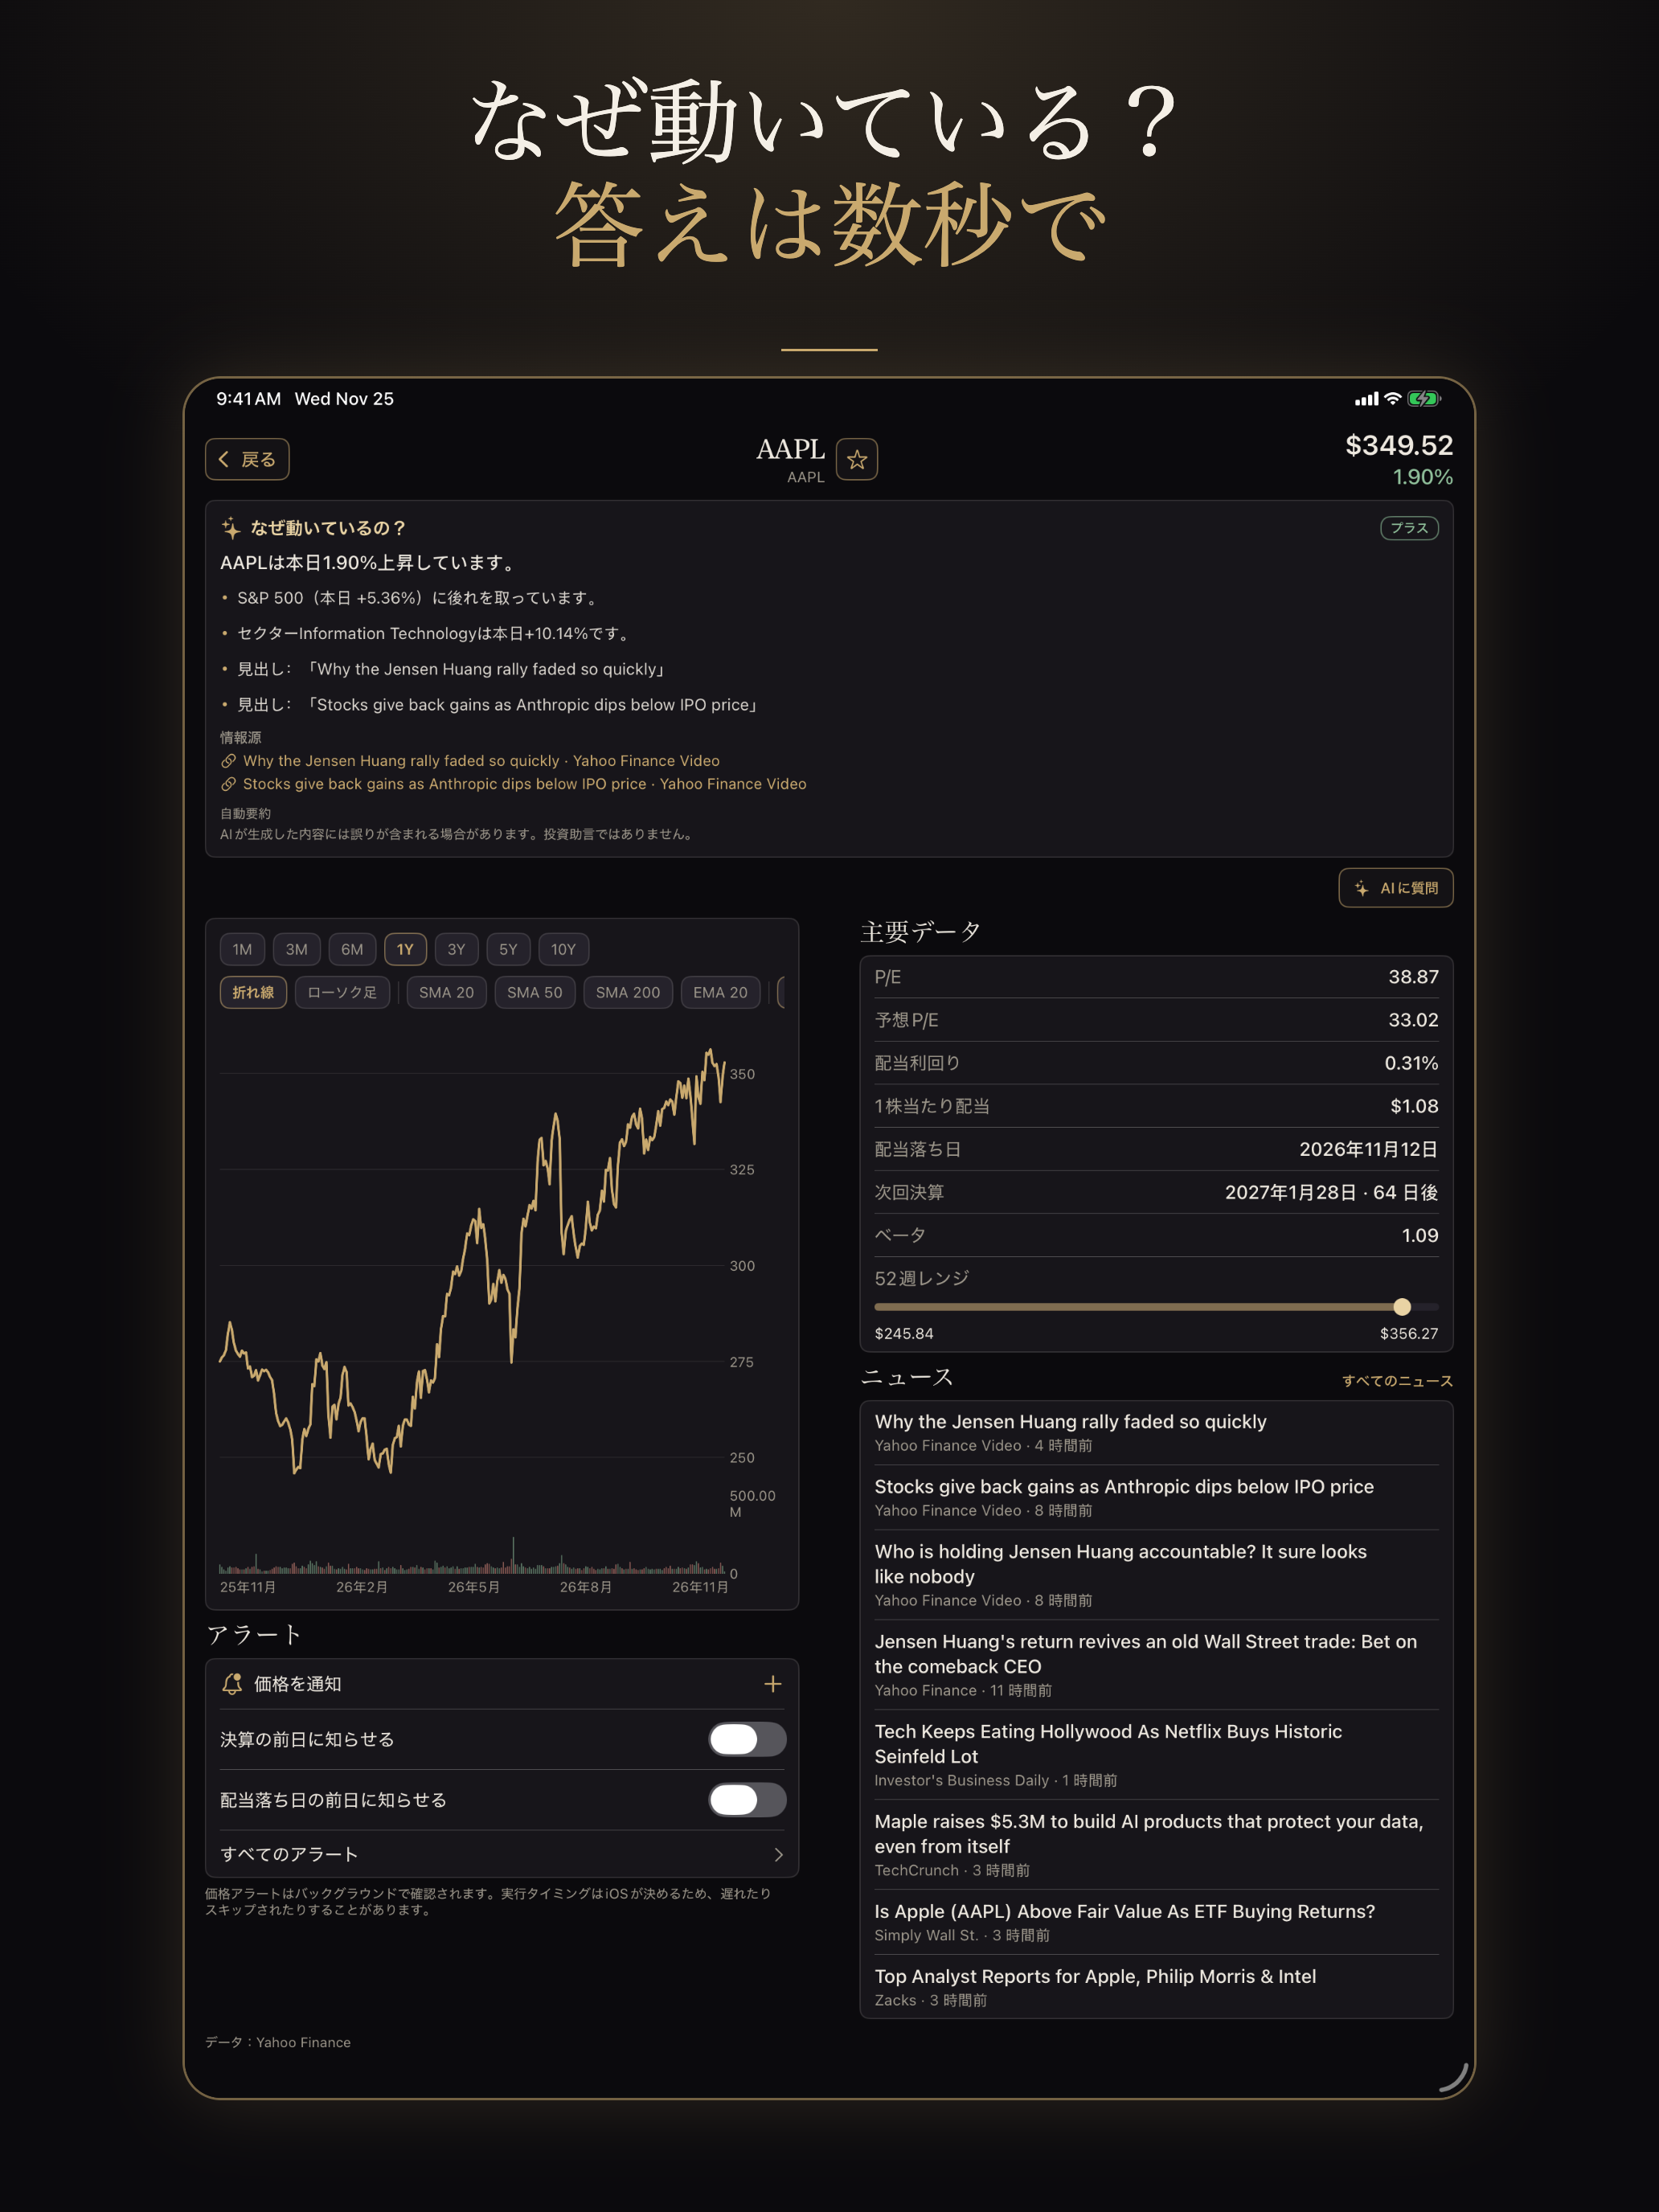 なぜ動いている？
答えは数秒で
9:41 AM Wed Nov 25
戻る
AAPL
AAPL
$349.52
1.90%
なぜ動いているの？
プラス
AAPLは本日1.90%上昇しています。
• S&P 500（本日 +5.36%）に後れを取っています。
• セクターInformation Technologyは本日+10.14%です。
• 見出し：「Why the Jensen Huang rally faded so quickly」
• 見出し：「Stocks give back gains as Anthropic dips below IPO price」
情報源
Why the Jensen Huang rally faded so quickly · Yahoo Finance Video
Stocks give back gains as Anthropic dips below IPO price · Yahoo Finance Video
自動要約
AIが生成した内容には誤りが含まれる場合があります。投資助言ではありません。
AIに質問
1M 3M 6M 1Y 3Y 5Y 10Y
折れ線 ローソク足 SMA 20 SMA 50 SMA 200 EMA 20
350
325
300
275
250
500.00
M
0
25年11月 26年2月 26年5月 26年8月 26年11月
アラート
価格を通知
決算の前日に知らせる
配当落ち日の前日に知らせる
すべてのアラート
価格アラートはバックグラウンドで確認されます。実行タイミングはiOSが決めるため、遅れたり
スキップされたりすることがあります。
主要データ
P/E 38.87
予想P/E 33.02
配当利回り 0.31%
1株当たり配当 $1.08
配当落ち日 2026年11月12日
次回決算 2027年1月28日 · 64 日後
ベータ 1.09
52週レンジ
$245.84 $356.27
ニュース すべてのニュース
Why the Jensen Huang rally faded so quickly
Yahoo Finance Video · 4 時間前
Stocks give back gains as Anthropic dips below IPO price
Yahoo Finance Video · 8 時間前
Who is holding Jensen Huang accountable? It sure looks
like nobody
Yahoo Finance Video · 8 時間前
Jensen Huang's return revives an old Wall Street trade: Bet on
the comeback CEO
Yahoo Finance · 11 時間前
Tech Keeps Eating Hollywood As Netflix Buys Historic
Seinfeld Lot
Investor's Business Daily · 1 時間前
Maple raises $5.3M to build AI products that protect your data,
even from itself
TechCrunch · 3 時間前
Is Apple (AAPL) Above Fair Value As ETF Buying Returns?
Simply Wall St. · 3 時間前
Top Analyst Reports for Apple, Philip Morris & Intel
Zacks · 3 時間前
データ：Yahoo Finance